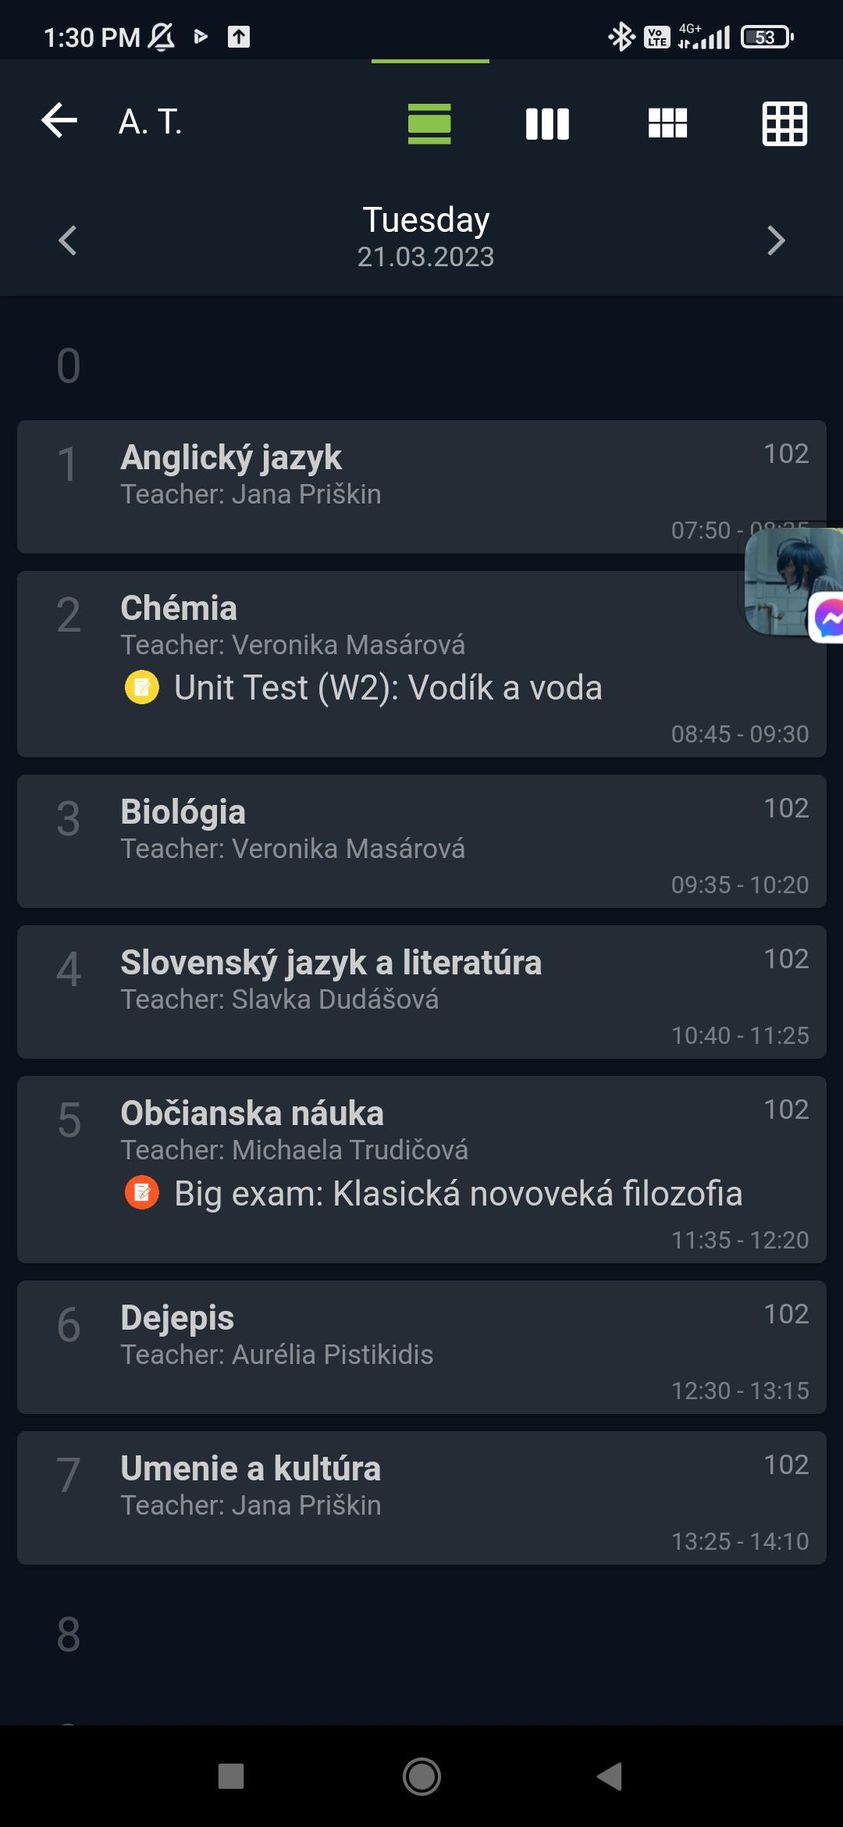 1:30 PM
Vo LTE 4G+ 53
A. T.
Tuesday
21.03.2023
0
1 Anglický jazyk 102
Teacher: Jana Priškin
07:50 -
2 Chémia
Teacher: Veronika Masárová
Unit Test (W2): Vodík a voda
08:45 - 09:30
3 Biológia 102
Teacher: Veronika Masárová
09:35 - 10:20
4 Slovenský jazyk a literatúra 102
Teacher: Slavka Dudášová
10:40 - 11:25
5 Občianska náuka 102
Teacher: Michaela Trudičová
Big exam: Klasická novoveká filozofia
11:35 - 12:20
6 Dejepis 102
Teacher: Aurélia Pistikidis
12:30 - 13:15
7 Umenie a kultúra 102
Teacher: Jana Priškin
13:25 - 14:10
8